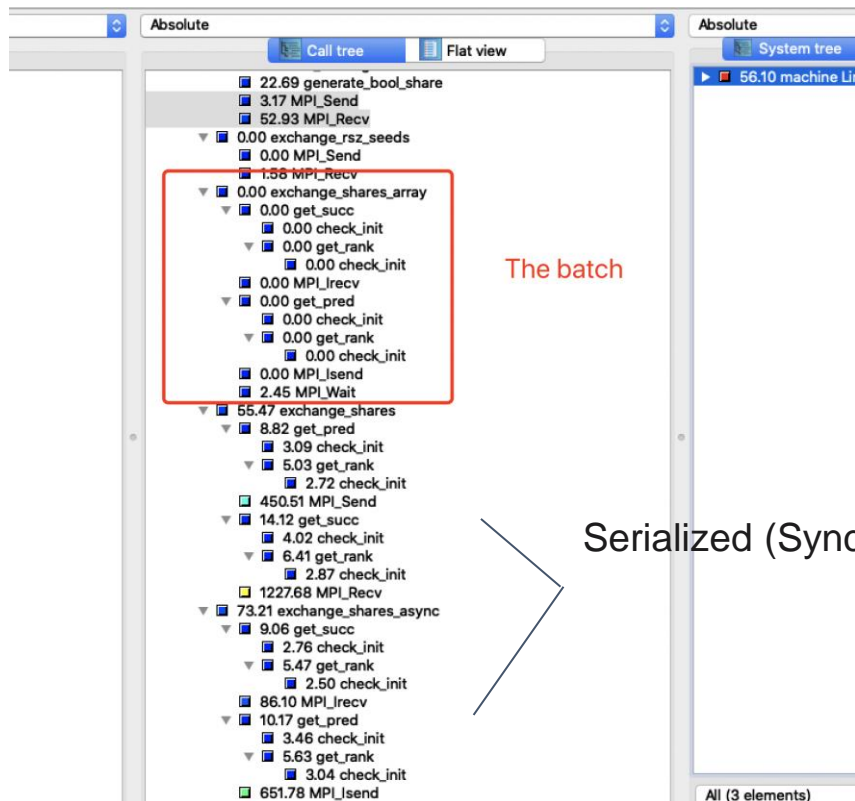 Absolute
Absolute
Call tree
Flat view
System tree
22.69 generate_bool_share
3.17 MPI_Send
52.93 MPI_Recv
56.10 machine Lin
0.00 exchange_rsz_seeds
0.00 MPI_Send
1.58 MPI_Recv
0.00 exchange_shares_array
0.00 get_succ
0.00 check_init
0.00 get_rank
0.00 check_init
The batch
0.00 MPI_Irecv
0.00 get_pred
0.00 check_init
0.00 get_rank
0.00 check_init
0.00 MPI_Isend
2.45 MPI_Wait
55.47 exchange_shares
8.82 get_pred
3.09 check_init
5.03 get_rank
2.72 check_init
450.51 MPI_Send
14.12 get_succ
4.02 check_init
Serialized (Sync
6.41 get_rank
2.87 check_init
1227.68 MPI_Recv
73.21 exchange_shares_async
9.06 get_succ
2.76 check_init
5.47 get_rank
2.50 check_init
86.10 MPI_Irecv
10.17 get_pred
3.46 check_init
5.63 get_rank
3.04 check_init
651.78 MPI_Isend
All (3 elements)